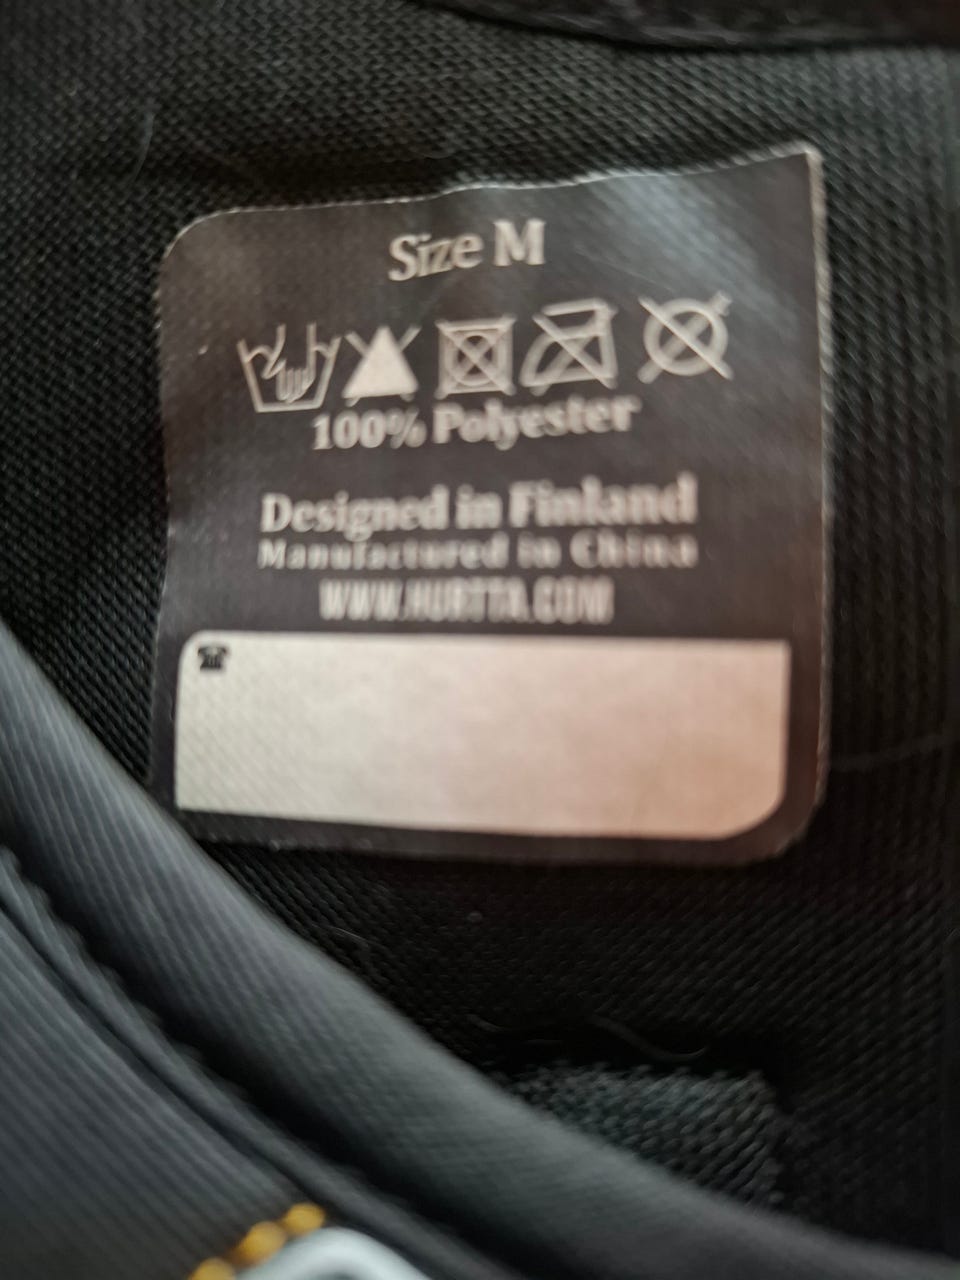 Size M
100% Polyester
Designed in Finland
Manufactured in China
WWW.HURTTA.COM